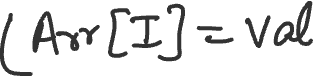 (Arr[I] = Val